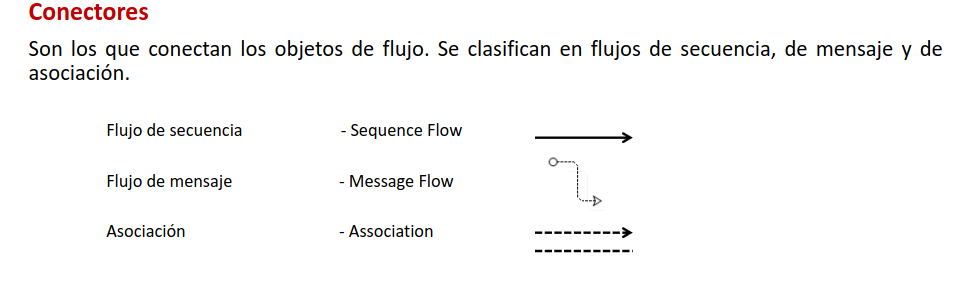 Conectores
Son los que conectan los objetos de flujo. Se clasifican en flujos de secuencia, de mensaje y de
asociación.
Flujo de secuencia - Sequence Flow
Flujo de mensaje - Message Flow
Asociación - Association